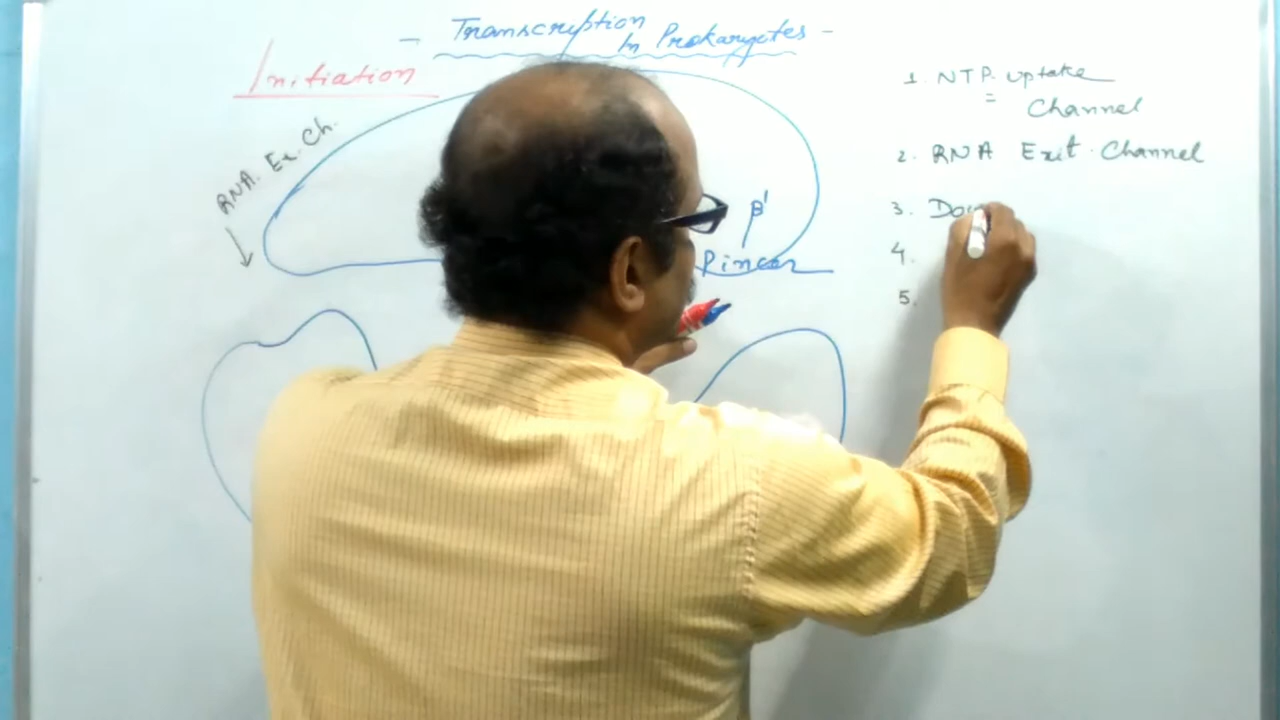 - Transcription
In Prokaryotes -
Initiation
RNA. Ex. Ch.
β'
Pincer
1. NTP uptake
=
Channel
2. RNA Exit Channel
3. Dow
4.
5.